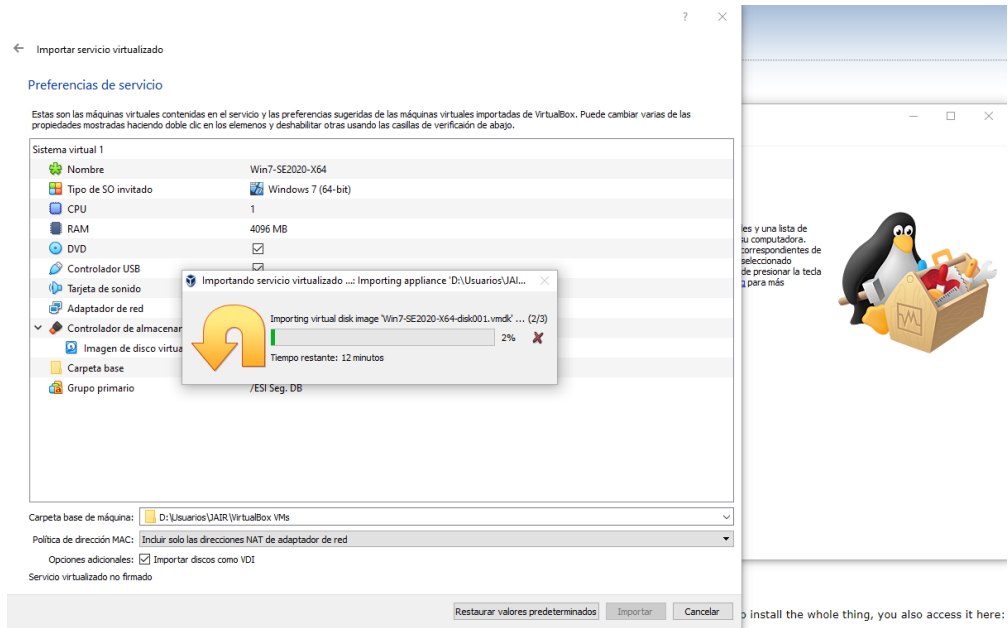 Importar servicio virtualizado
Preferencias de servicio
Estas son las máquinas virtuales contenidas en el servicio y las preferencias sugeridas de las máquinas virtuales importadas de VirtualBox. Puede cambiar varias de las
propiedades mostradas haciendo doble clic en los elemenos y deshabilitar otras usando las casillas de verificaión de abajo.
Sistema virtual 1
Nombre Win7-SE2020-X64
Tipo de SO invitado Windows 7 (64-bit)
CPU 1
RAM 4096 MB
DVD
Controlador USB
Tarjeta de sonido
Adaptador de red
Controlador de almacenar
Imagen de disco virtua
Carpeta base
Grupo primario /ESI Seg. DB
Importando servicio virtualizado ...: Importing appliance 'D:\Usuarios\JAI...
Importing virtual disk image 'Win7-SE2020-X64-disk001.vmdk' ... (2/3)
2%
Tiempo restante: 12 minutos
Carpeta base de máquina: D:\Usuarios\JAIR\VirtualBox VMs
Política de dirección MAC: Incluir solo las direcciones NAT de adaptador de red
Opciones adicionales: Importar discos como VDI
Servicio virtualizado no firmado
Restaurar valores predeterminados Importar Cancelar
les y una lista de
su computadora.
correspondientes de
seleccionado
de presionar la tecla
para más
o install the whole thing, you also access it here: